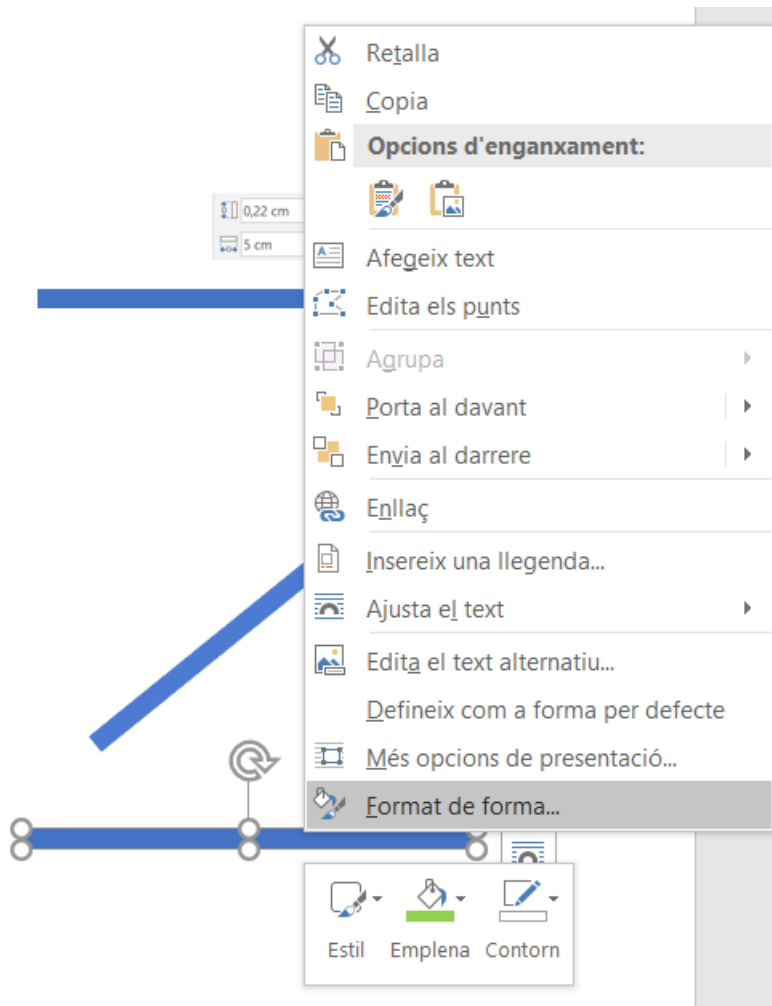 Retalla
Copia
Opcions d'enganxament:
0,22 cm
5 cm
Afegeix text
Edita els punts
Agrupa
Porta al davant
Envia al darrere
Enllaç
Insereix una llegenda...
Ajusta el text
Edita el text alternatiu...
Defineix com a forma per defecte
Més opcions de presentació...
Format de forma...
Estil Emplena Contorn